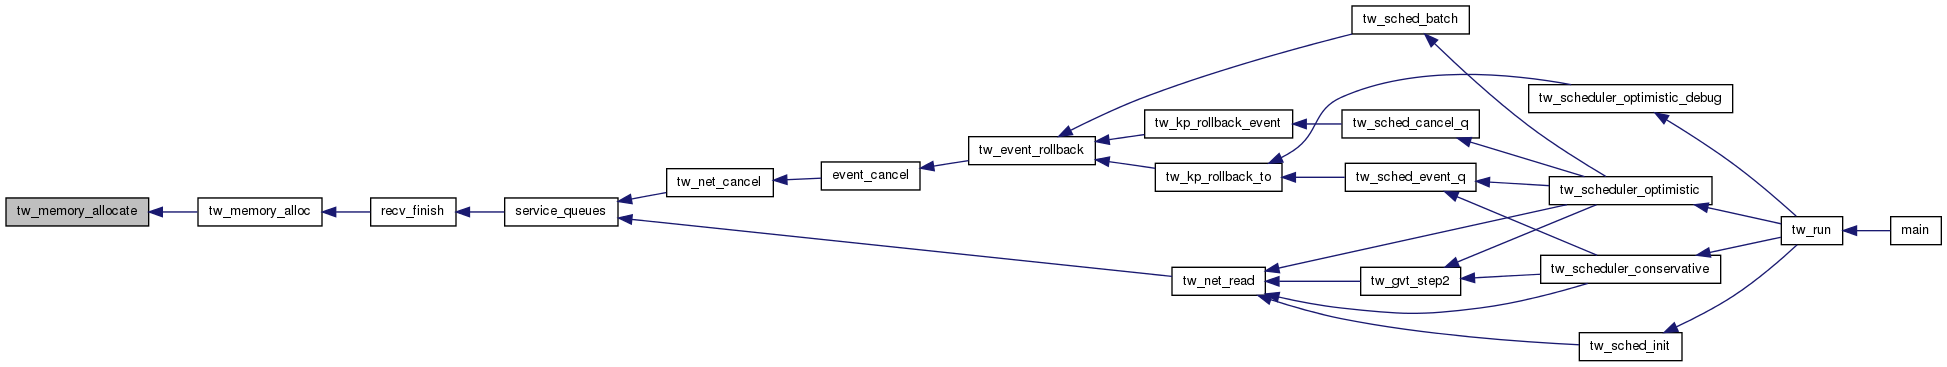 tw_memory_allocate
tw_memory_alloc
recv_finish
service_queues
tw_net_cancel
event_cancel
tw_event_rollback
tw_sched_batch
tw_kp_rollback_event
tw_sched_cancel_q
tw_kp_rollback_to
tw_sched_event_q
tw_scheduler_optimistic_debug
tw_scheduler_optimistic
tw_net_read
tw_gvt_step2
tw_scheduler_conservative
tw_sched_init
tw_run
main